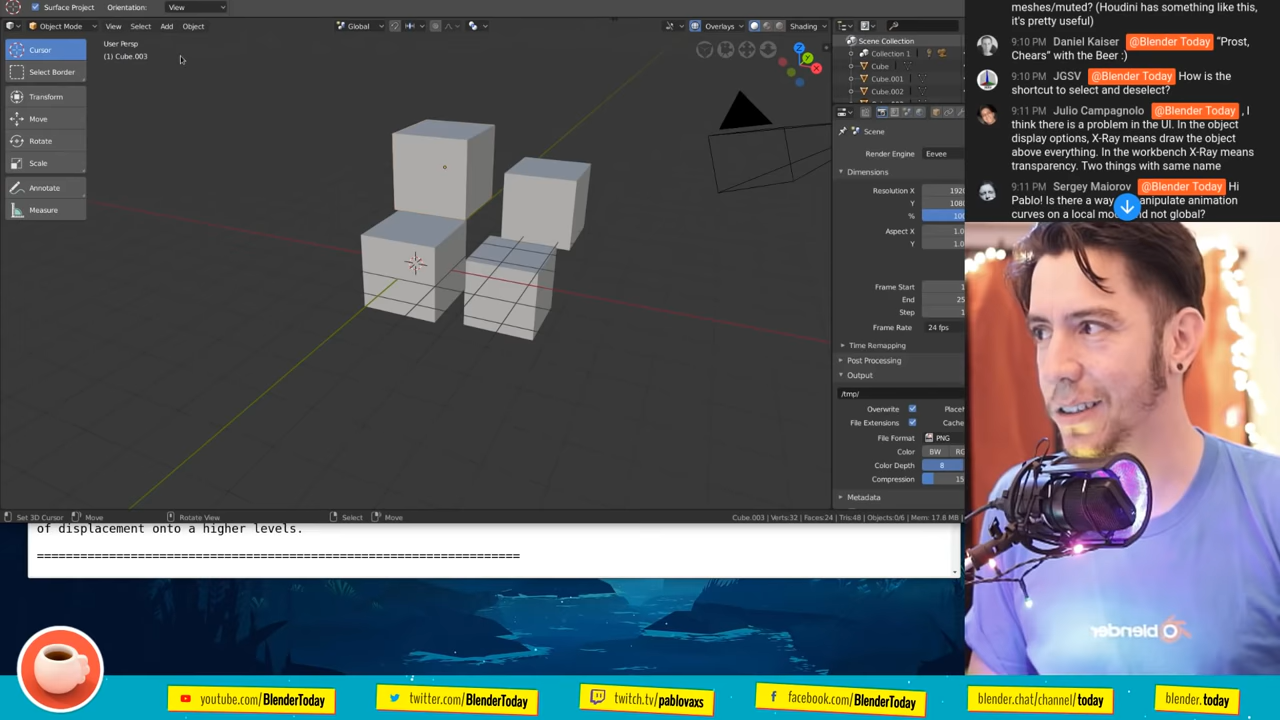 Surface Project
Orientation:
View
Object Mode
View
Select
Add
Object
Global
Overlays
Shading
Cursor
Select Border
Transform
Move
Rotate
Scale
Annotate
Measure
User Persp
(1) Cube.003
Z
Y
X
Scene Collection
Collection 1
Cube
Cube.001
Cube.002
Scene
Render Engine
Eevee
Dimensions
Resolution X
Y
%
Aspect X
Y
Frame Start
End
Step
Frame Rate
24 fps
Time Remapping
Post Processing
Output
/tmp/
Overwrite
File Extensions
File Format
PNG
Color
BW
Color Depth
8
Compression
Metadata
Set 3D Cursor
Move
Rotate View
Select
Move
Cube.003 | Verts:32 | Faces:24 | Tris:48 | Objects:0/6 | Mem: 17.8 MB
of displacement onto a higher levels.
===================================================================
meshes/muted? (Houdini has something like this,
it's pretty useful)
9:10 PM Daniel Kaiser @Blender Today "Prost,
Chears" with the Beer :)
9:10 PM JGSV @Blender Today How is the
shortcut to select and deselect?
9:11 PM Julio Campagnolo @Blender Today , I
think there is a problem in the UI. In the object
display options, X-Ray means draw the object
above everything. In the workbench X-Ray means
transparency. Two things with same name
9:11 PM Sergey Maiorov @Blender Today Hi
Pablo! Is there a way
curves on a local
nd not global?
blender
youtube.com/BlenderToday
twitter.com/BlenderToday
twitch.tv/pablovaxs
facebook.com/BlenderToday
blender.chat/channel/today
blender.today